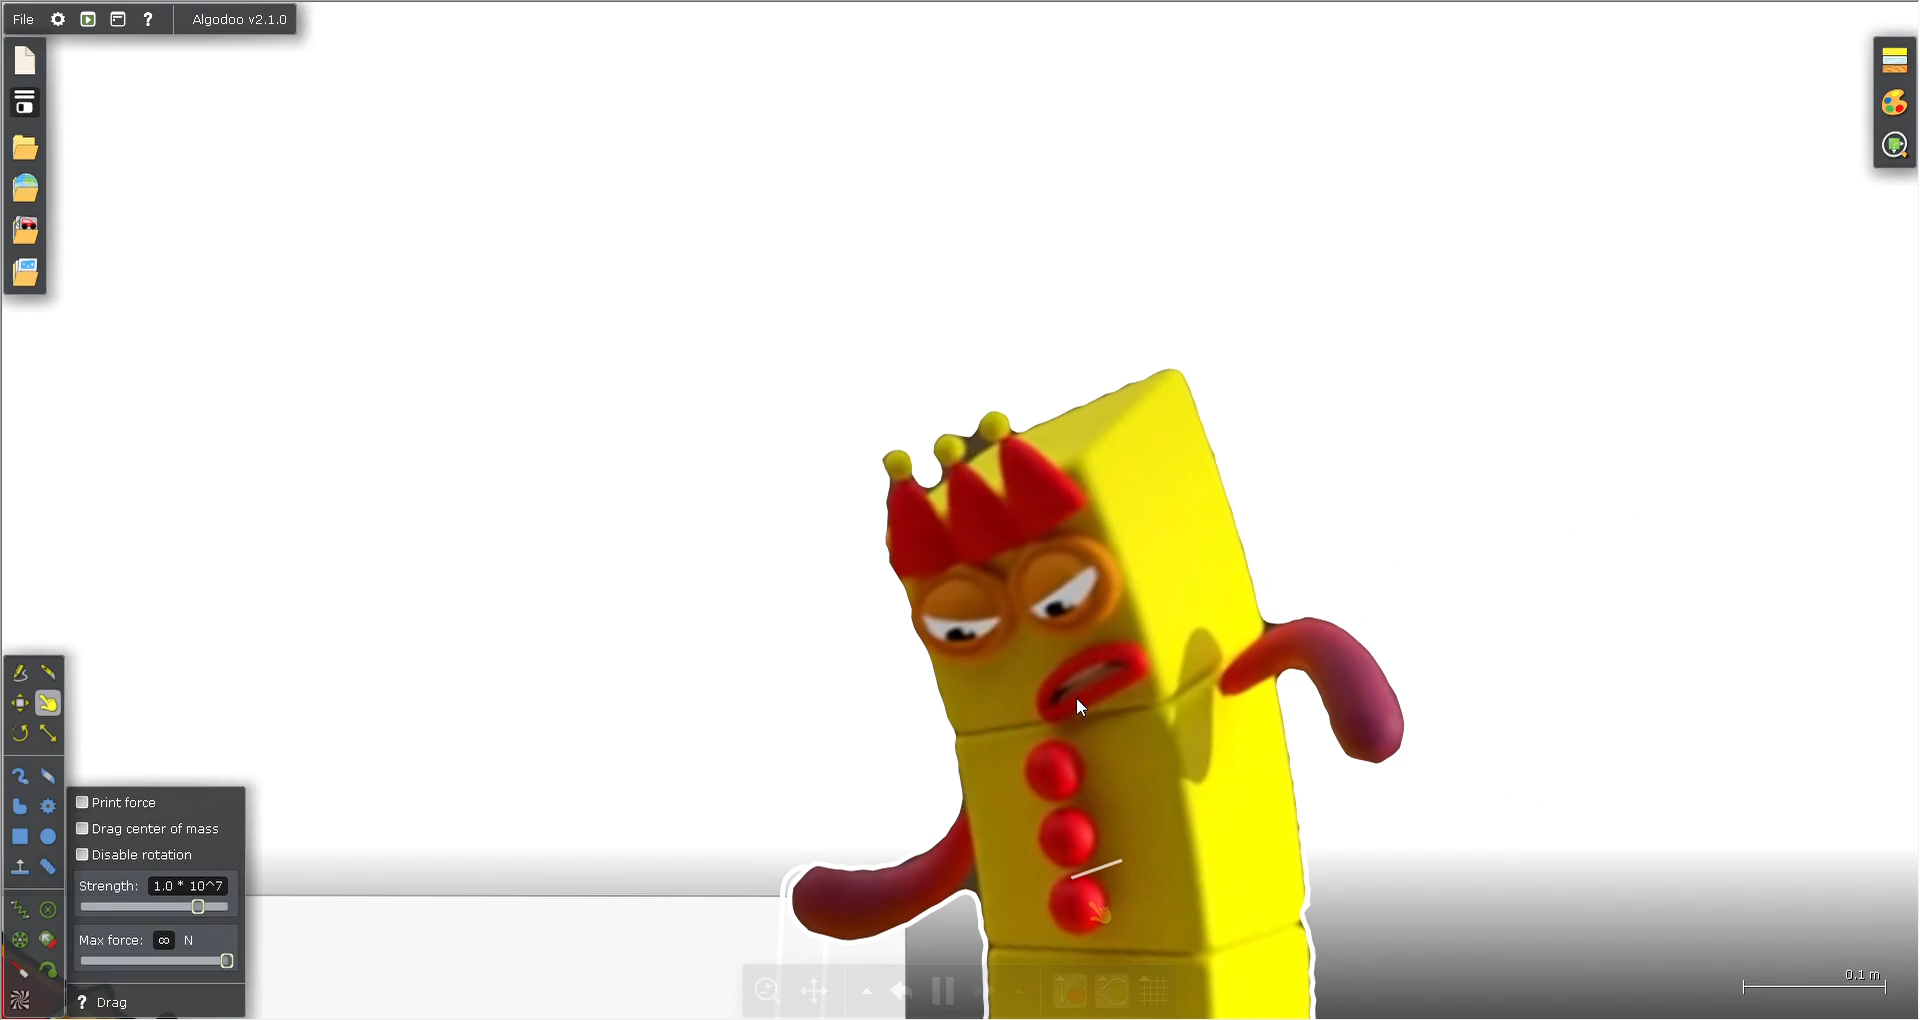 File ? Algodoo v2.1.0
Print force
Drag center of mass
Disable rotation
Strength: 1.0 * 10^7
Max force: ∞ N
? Drag
0.1 m